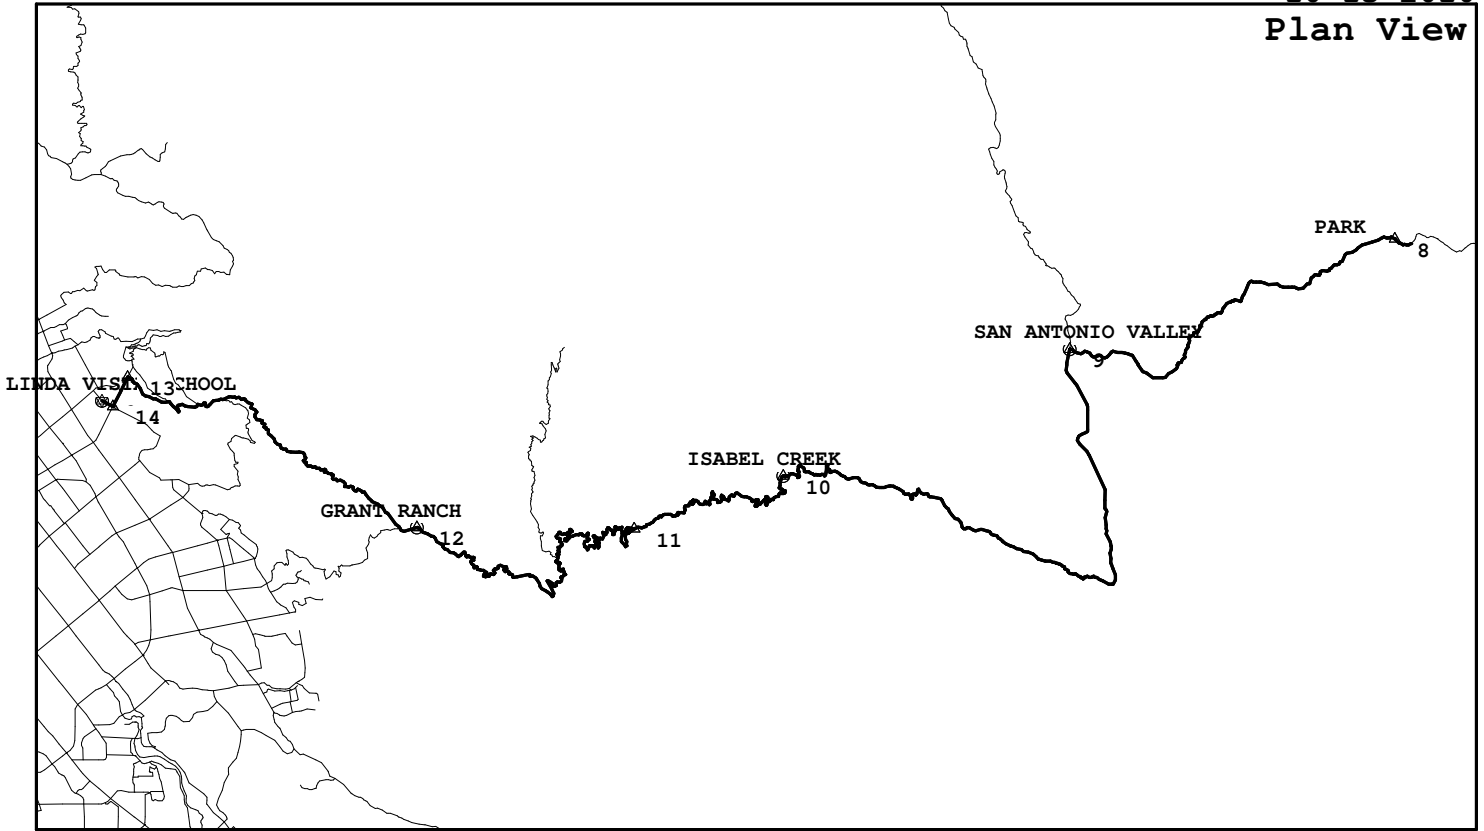 Plan View
PARK
8
SAN ANTONIO VALLEY
9
LINDA VISTA SCHOOL
13
14
ISABEL CREEK
10
GRANT RANCH
12
11